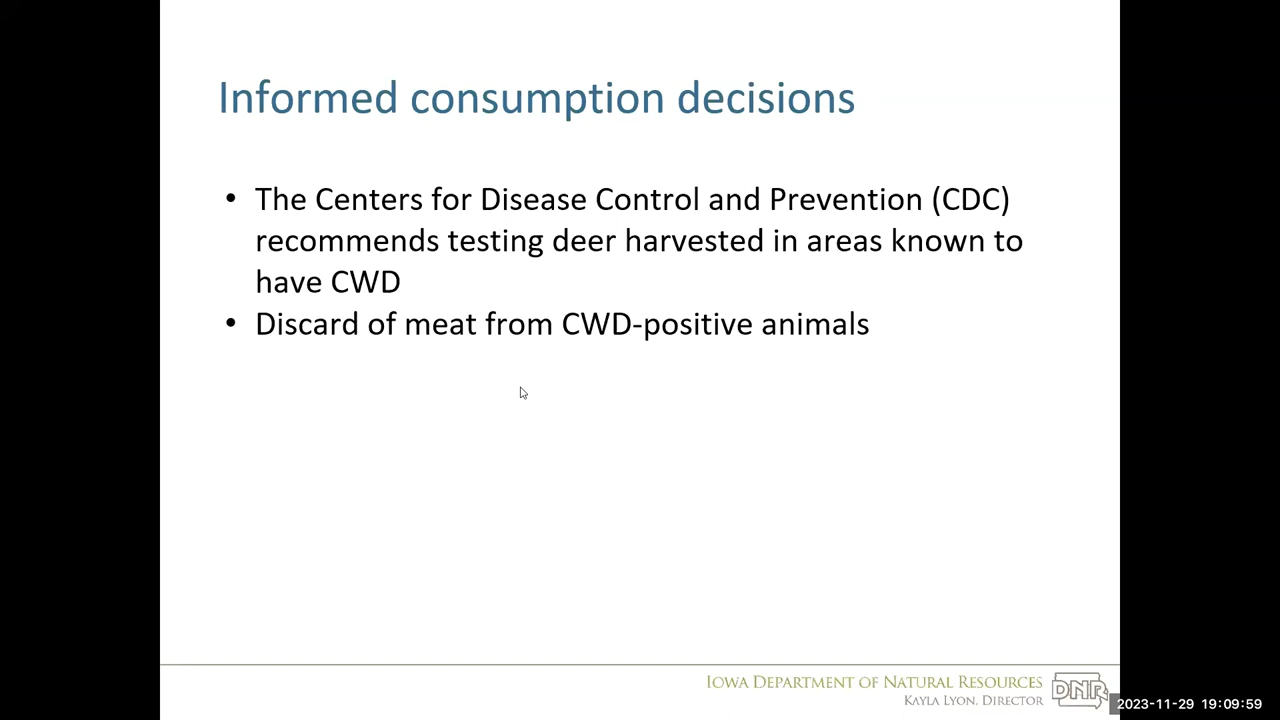 Informed consumption decisions
• The Centers for Disease Control and Prevention (CDC)
recommends testing deer harvested in areas known to
have CWD
• Discard of meat from CWD-positive animals
IOWA DEPARTMENT OF NATURAL RESOURCES
KAYLA LYON, DIRECTOR
DNR
2023-11-29 19:09:59